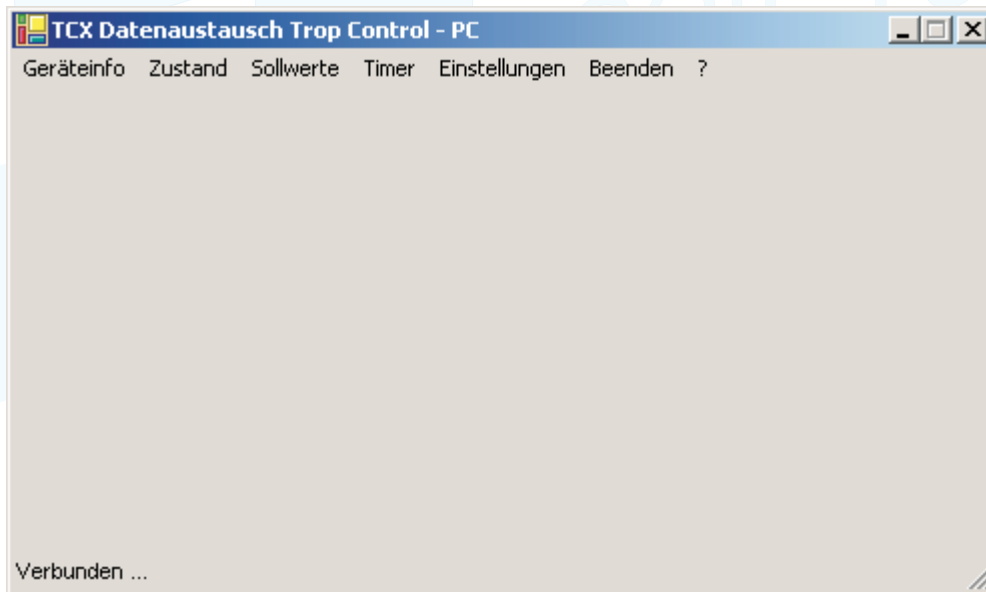 TCX Datenaustausch Trop Control - PC
Geräteinfo Zustand Sollwerte Timer Einstellungen Beenden ?
Verbunden ...